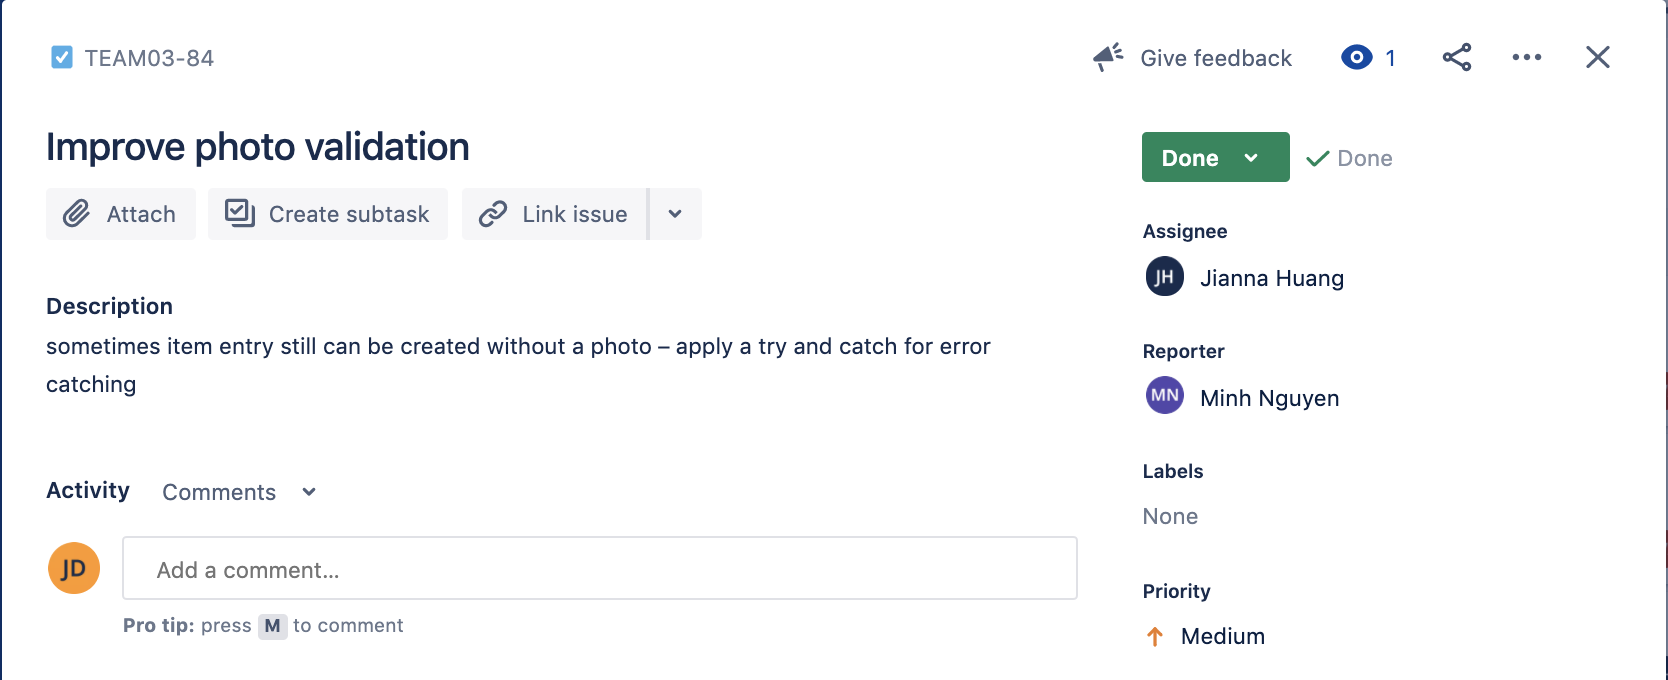 TEAM03-84
Give feedback
1
Improve photo validation
Done
Done
Attach
Create subtask
Link issue
Assignee
JH
Jianna Huang
Description
sometimes item entry still can be created without a photo – apply a try and catch for error
catching
Reporter
MN
Minh Nguyen
Labels
None
Activity
Comments
JD
Add a comment...
Pro tip: press M to comment
Priority
Medium